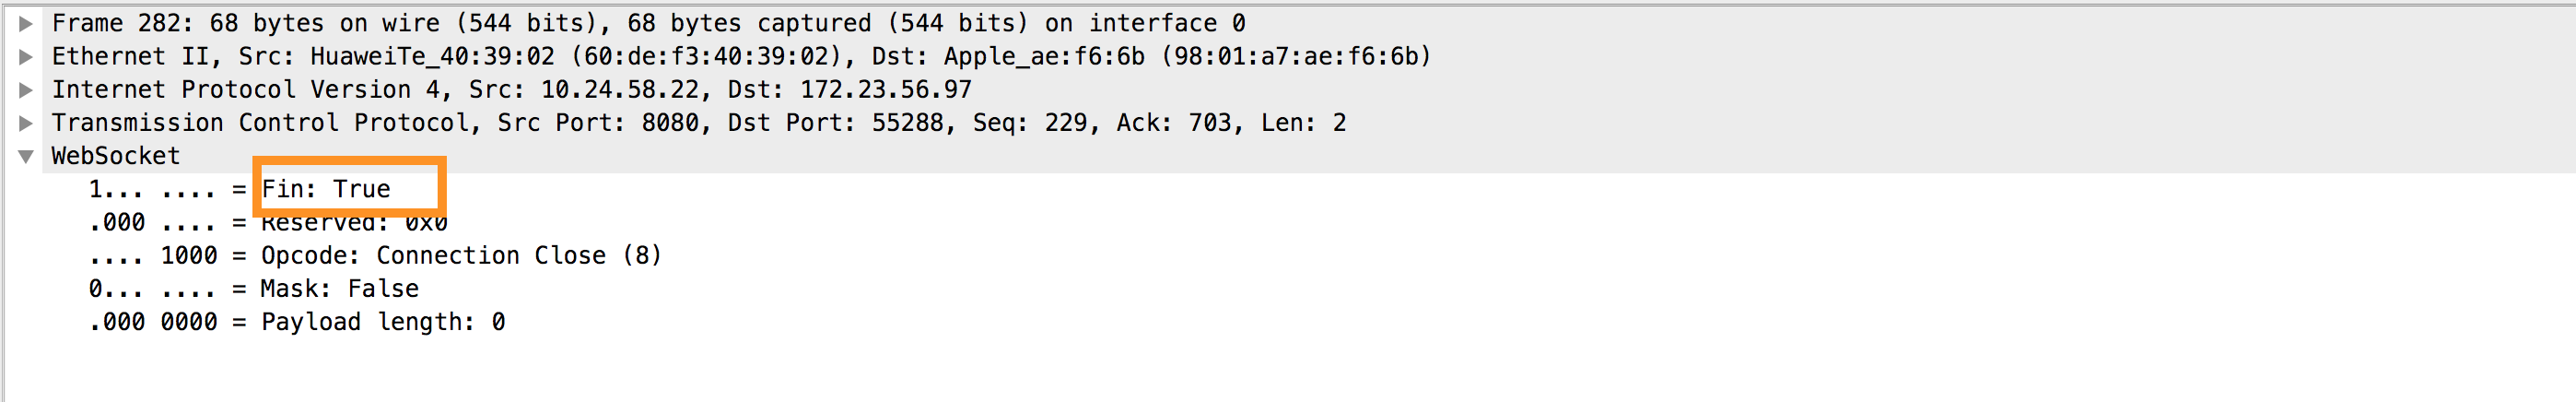 Frame 282: 68 bytes on wire (544 bits), 68 bytes captured (544 bits) on interface 0
Ethernet II, Src: HuaweiTe_40:39:02 (60:de:f3:40:39:02), Dst: Apple_ae:f6:6b (98:01:a7:ae:f6:6b)
Internet Protocol Version 4, Src: 10.24.58.22, Dst: 172.23.56.97
Transmission Control Protocol, Src Port: 8080, Dst Port: 55288, Seq: 229, Ack: 703, Len: 2
WebSocket
1... .... = Fin: True
.000 .... = Reserved: 0x0
.... 1000 = Opcode: Connection Close (8)
0... .... = Mask: False
.000 0000 = Payload length: 0